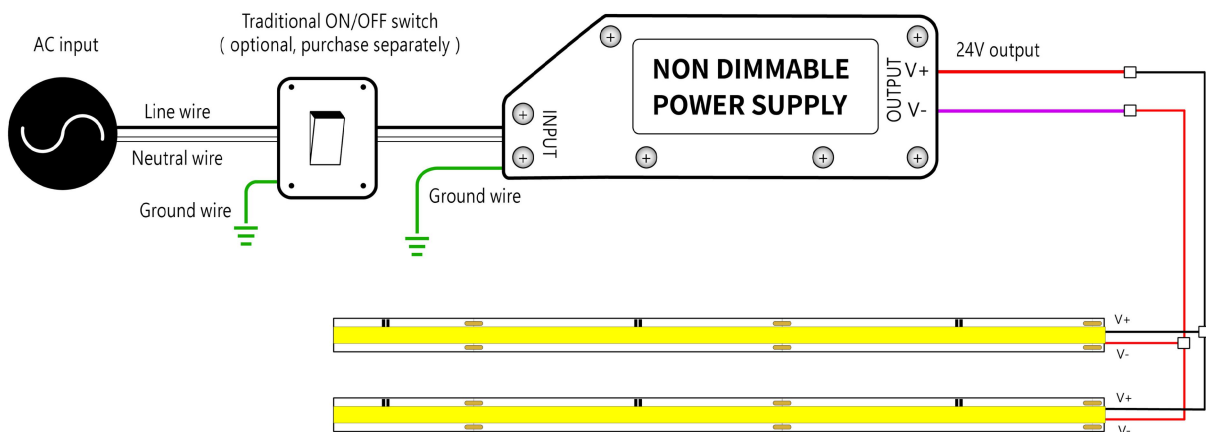 AC input
Traditional ON/OFF switch
( optional, purchase separately )
Line wire
Neutral wire
Ground wire
Ground wire
INPUT
NON DIMMABLE
POWER SUPPLY
OUTPUT
V+
V-
24V output
V+
V-
V+
V-